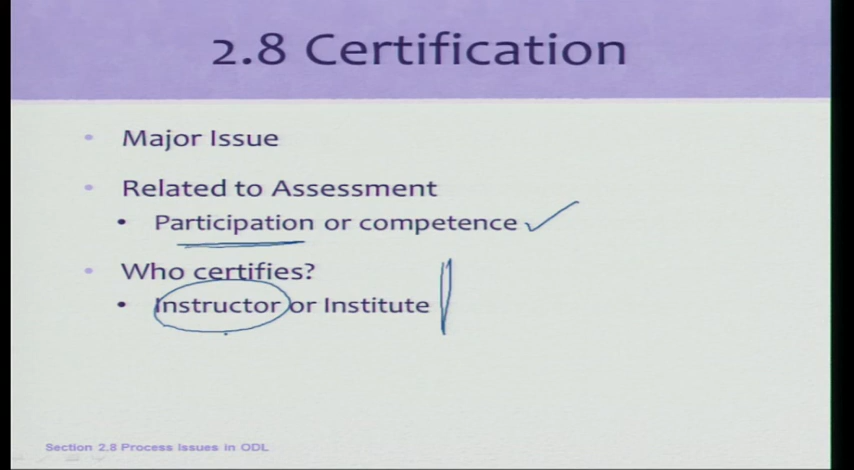 2.8 Certification
Major Issue
Related to Assessment
Participation or competence
Who certifies?
Instructor or Institute
Section 2.8 Process Issues in ODL